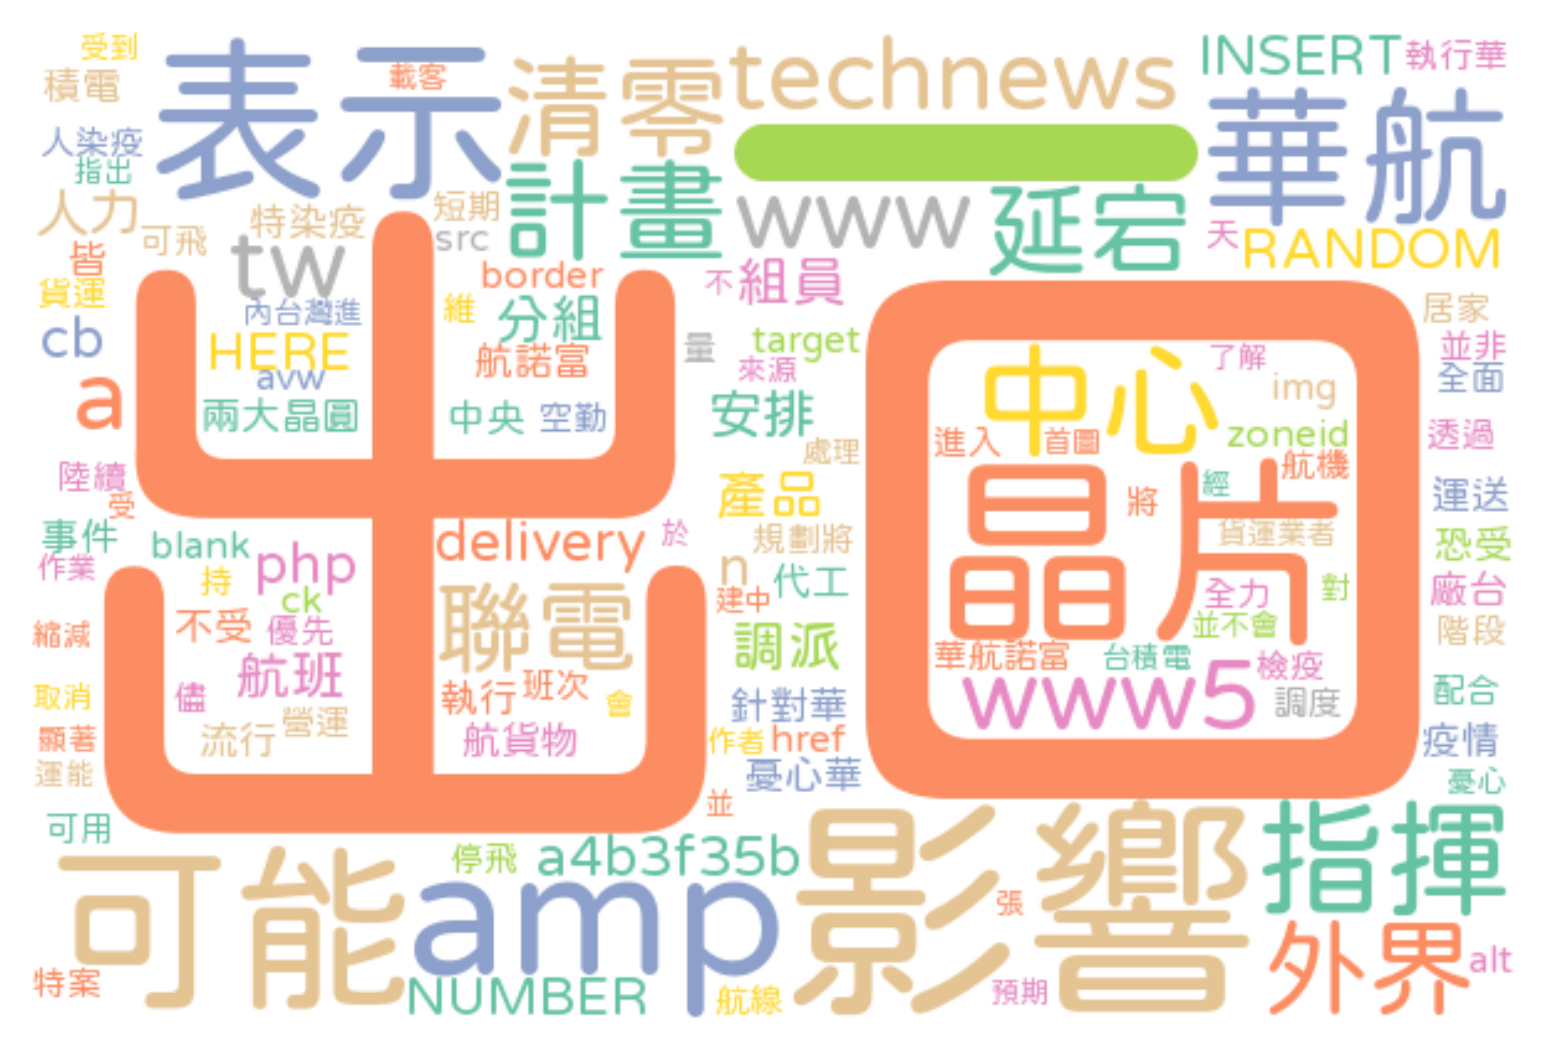 受到
表示
載客
清零
technews
INSERT
執行華
積電
華航
人染疫
指出
計畫
www
延宕
人力
可飛
特染疫
短期
src
天
RANDOM
皆
tw
border
不
組員
貨運
內台灣進
維
分組
居家
cb
HERE
航諾富
量
target
並非
avw
來源
全面
a
兩大晶圓
中央
空勤
安排
出口
中心
了解
img
進入
首圖
zoneid
航機
透過
處理
陸續
受
產品
晶片
將
經
運送
事件
blank
php
delivery
於
規劃將
貨運業者
恐受
作業
持
ck
n
代工
建中
全力
對
廠台
縮減
不受
優先
聯電
調派
並不會
階段
航班
華航諾富
台積電
檢疫
取消
儘
執行
班次
會
針對華
www5
調度
配合
顯著
流行
營運
航貨物
作者
href
疫情
運能
憂心華
憂心
並
可用
停飛
a4b3f35b
影響
指揮
可能
amp
張
外界
alt
特案
NUMBER
航線
預期